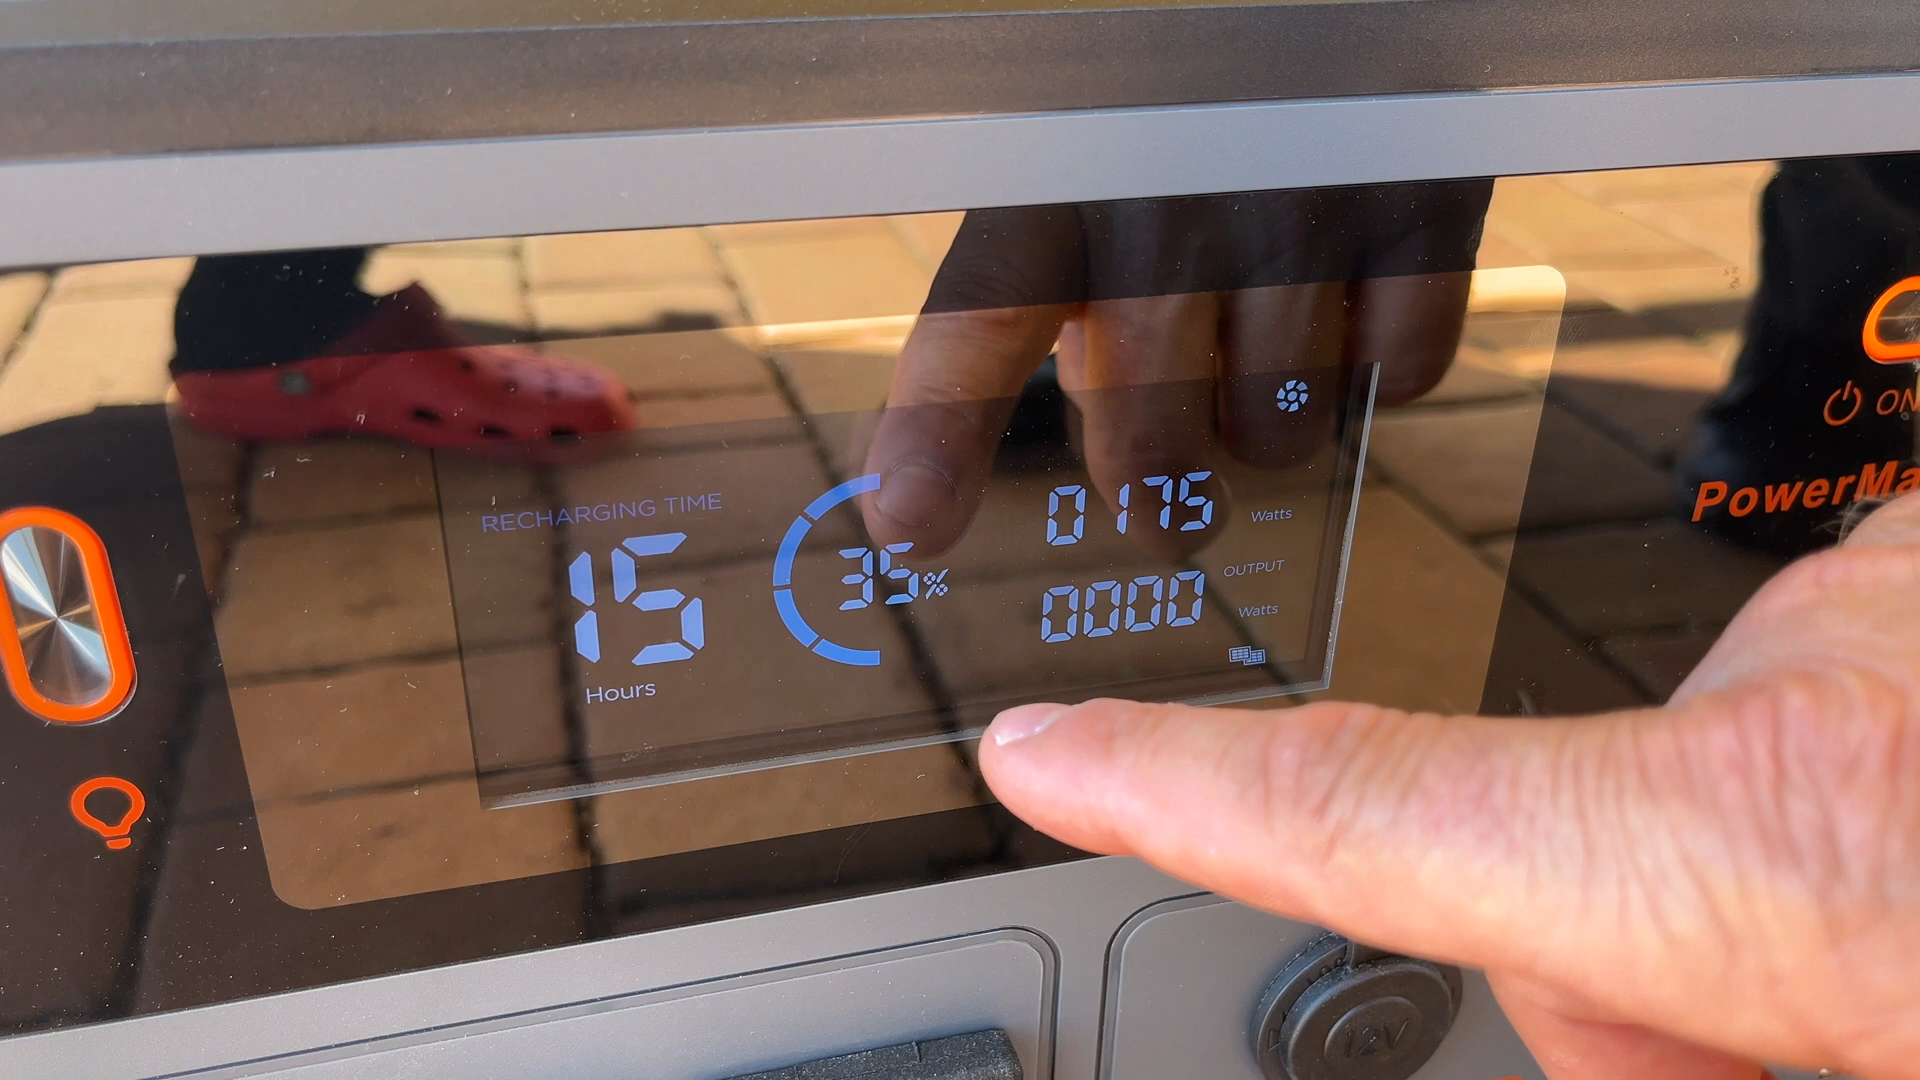 RECHARGING TIME
15
Hours
35%
0175 Watts
OUTPUT
0000 Watts
ON
PowerMa
12V